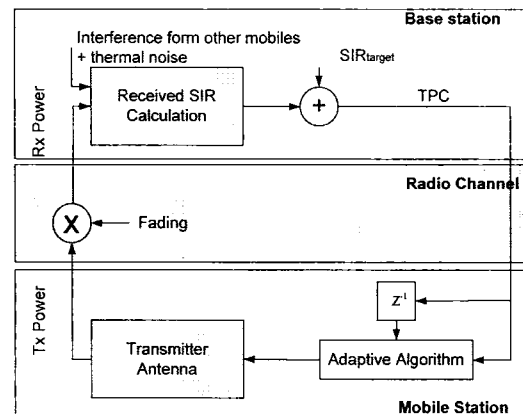 Base station
Interference form other mobiles
+ thermal noise
SIRtarget
Received SIR
Calculation
+
TPC
Rx Power
Radio Channel
X
Fading
Tx Power
Z-1
Transmitter
Antenna
Adaptive Algorithm
Mobile Station